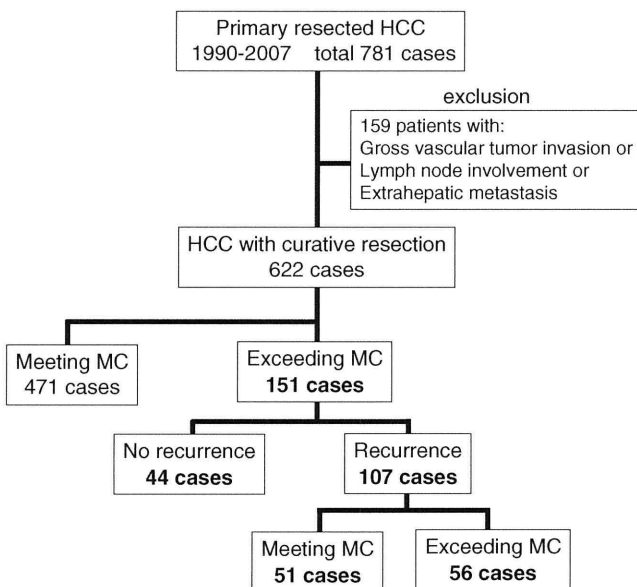 Primary resected HCC
1990-2007 total 781 cases
exclusion
159 patients with:
Gross vascular tumor invasion or
Lymph node involvement or
Extrahepatic metastasis
HCC with curative resection
622 cases
Meeting MC
471 cases
Exceeding MC
151 cases
No recurrence
44 cases
Recurrence
107 cases
Meeting MC
51 cases
Exceeding MC
56 cases